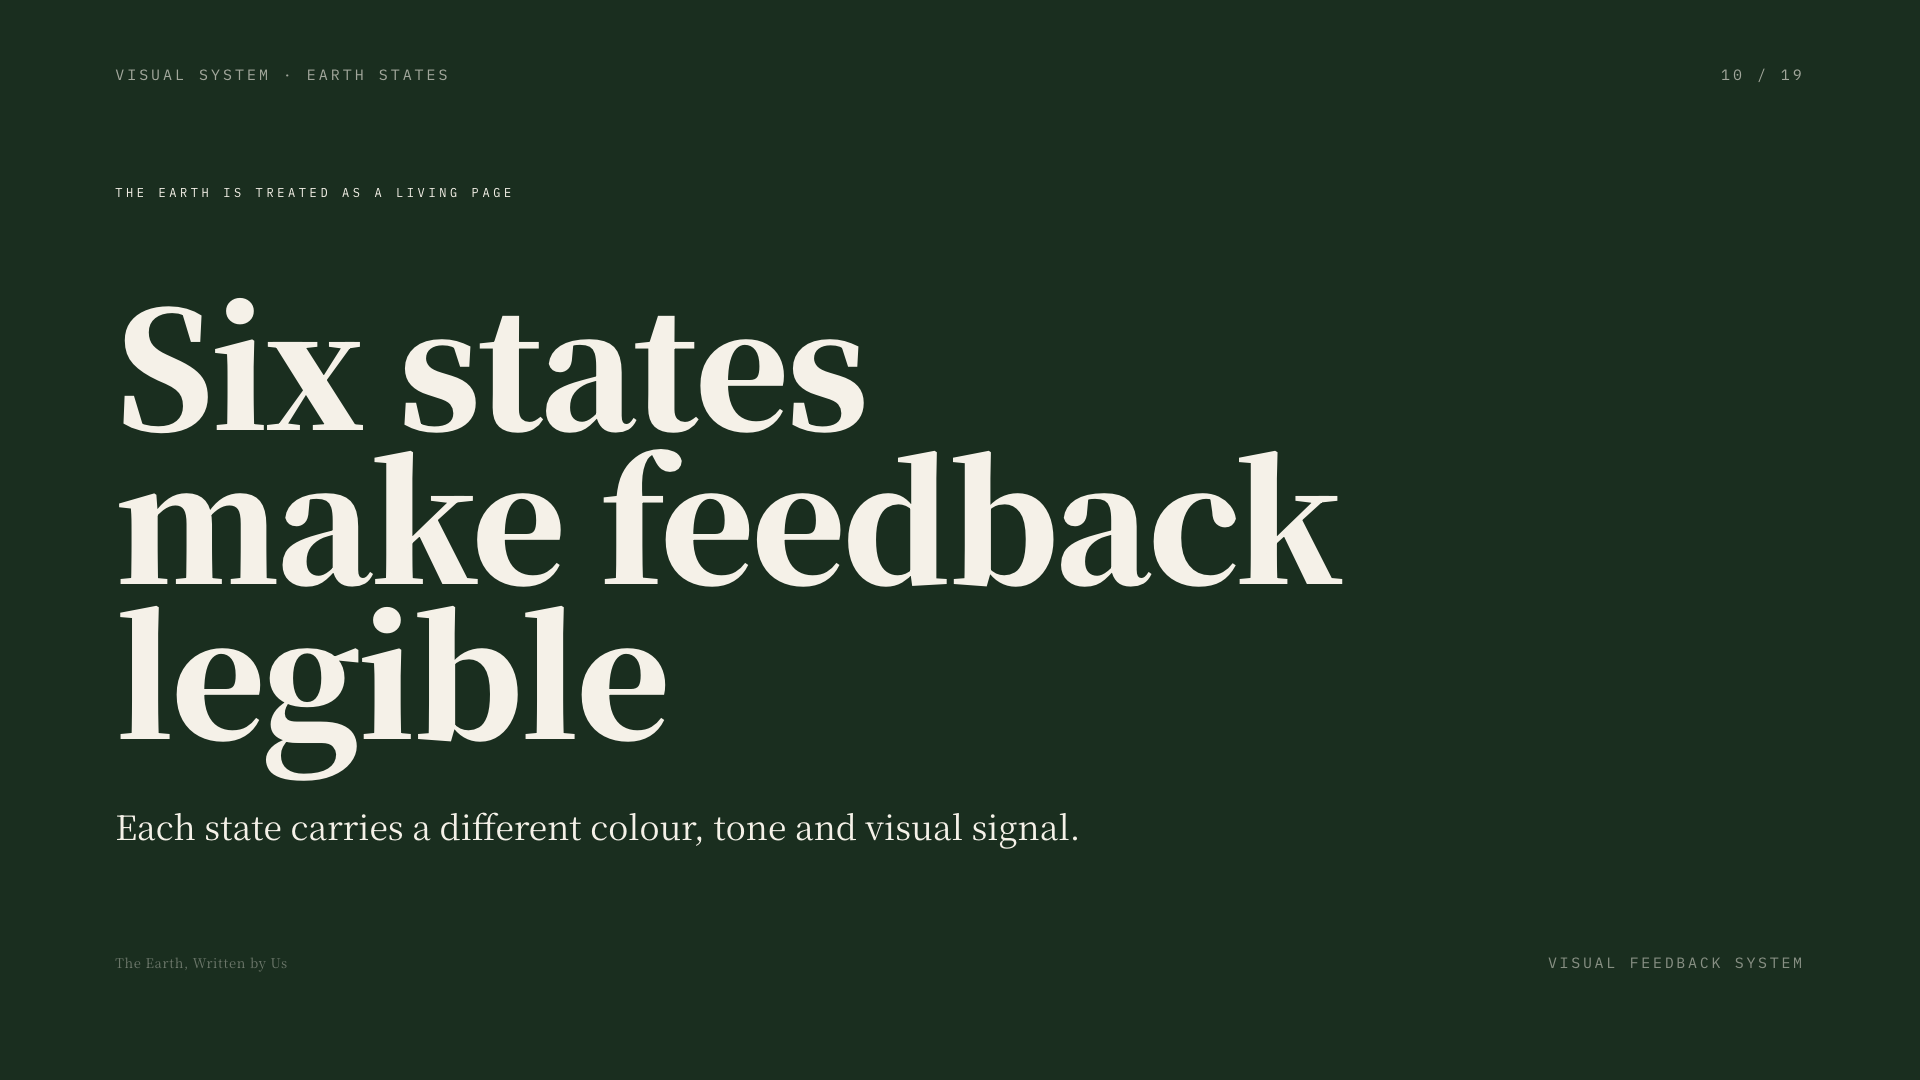 VISUAL SYSTEM · EARTH STATES
10 / 19
THE EARTH IS TREATED AS A LIVING PAGE
Six states
make feedback
legible
Each state carries a different colour, tone and visual signal.
The Earth, Written by Us
VISUAL FEEDBACK SYSTEM